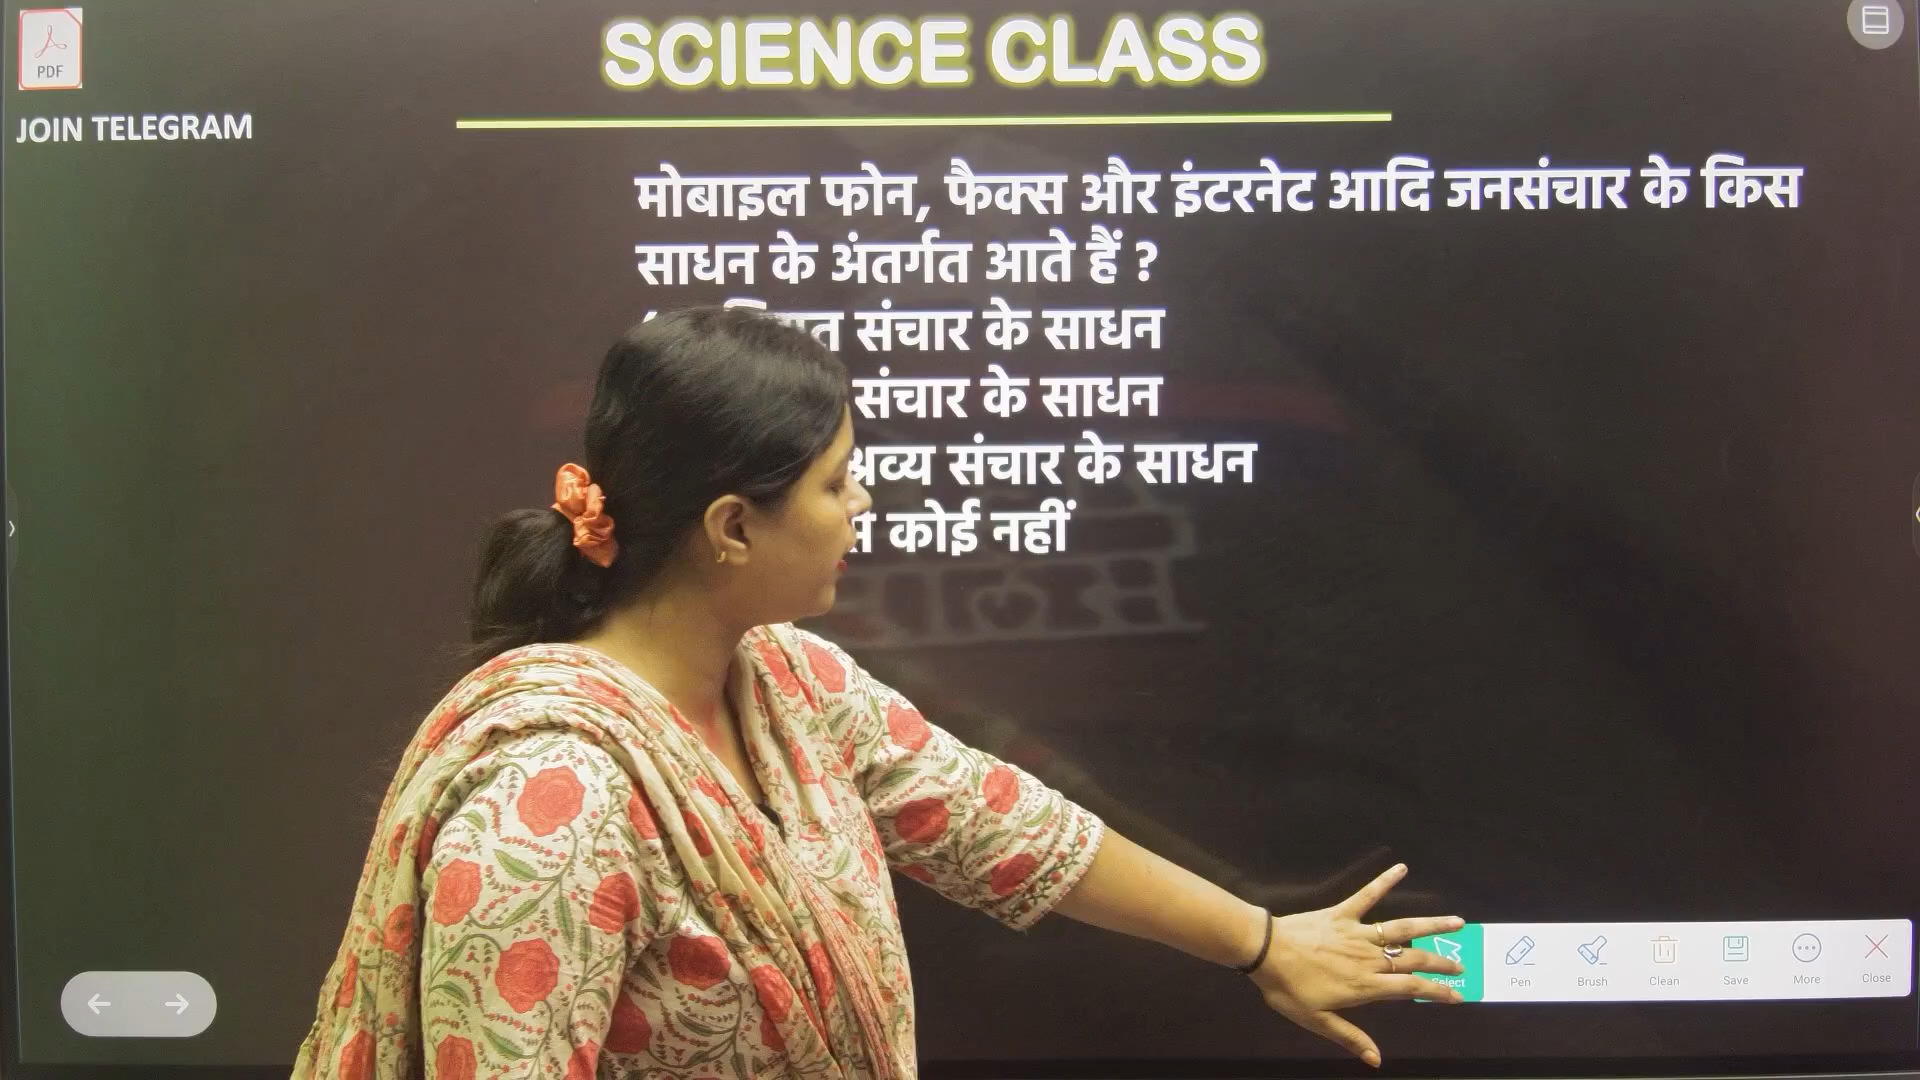 SCIENCE CLASS
PDF
JOIN TELEGRAM
मोबाइल फोन, फैक्स और इंटरनेट आदि जनसंचार के किस
साधन के अंतर्गत आते हैं ?
संचार के साधन
संचार के साधन
श्रव्य संचार के साधन
कोई नहीं
Select
Pen
Brush
Clean
Save
More
Close